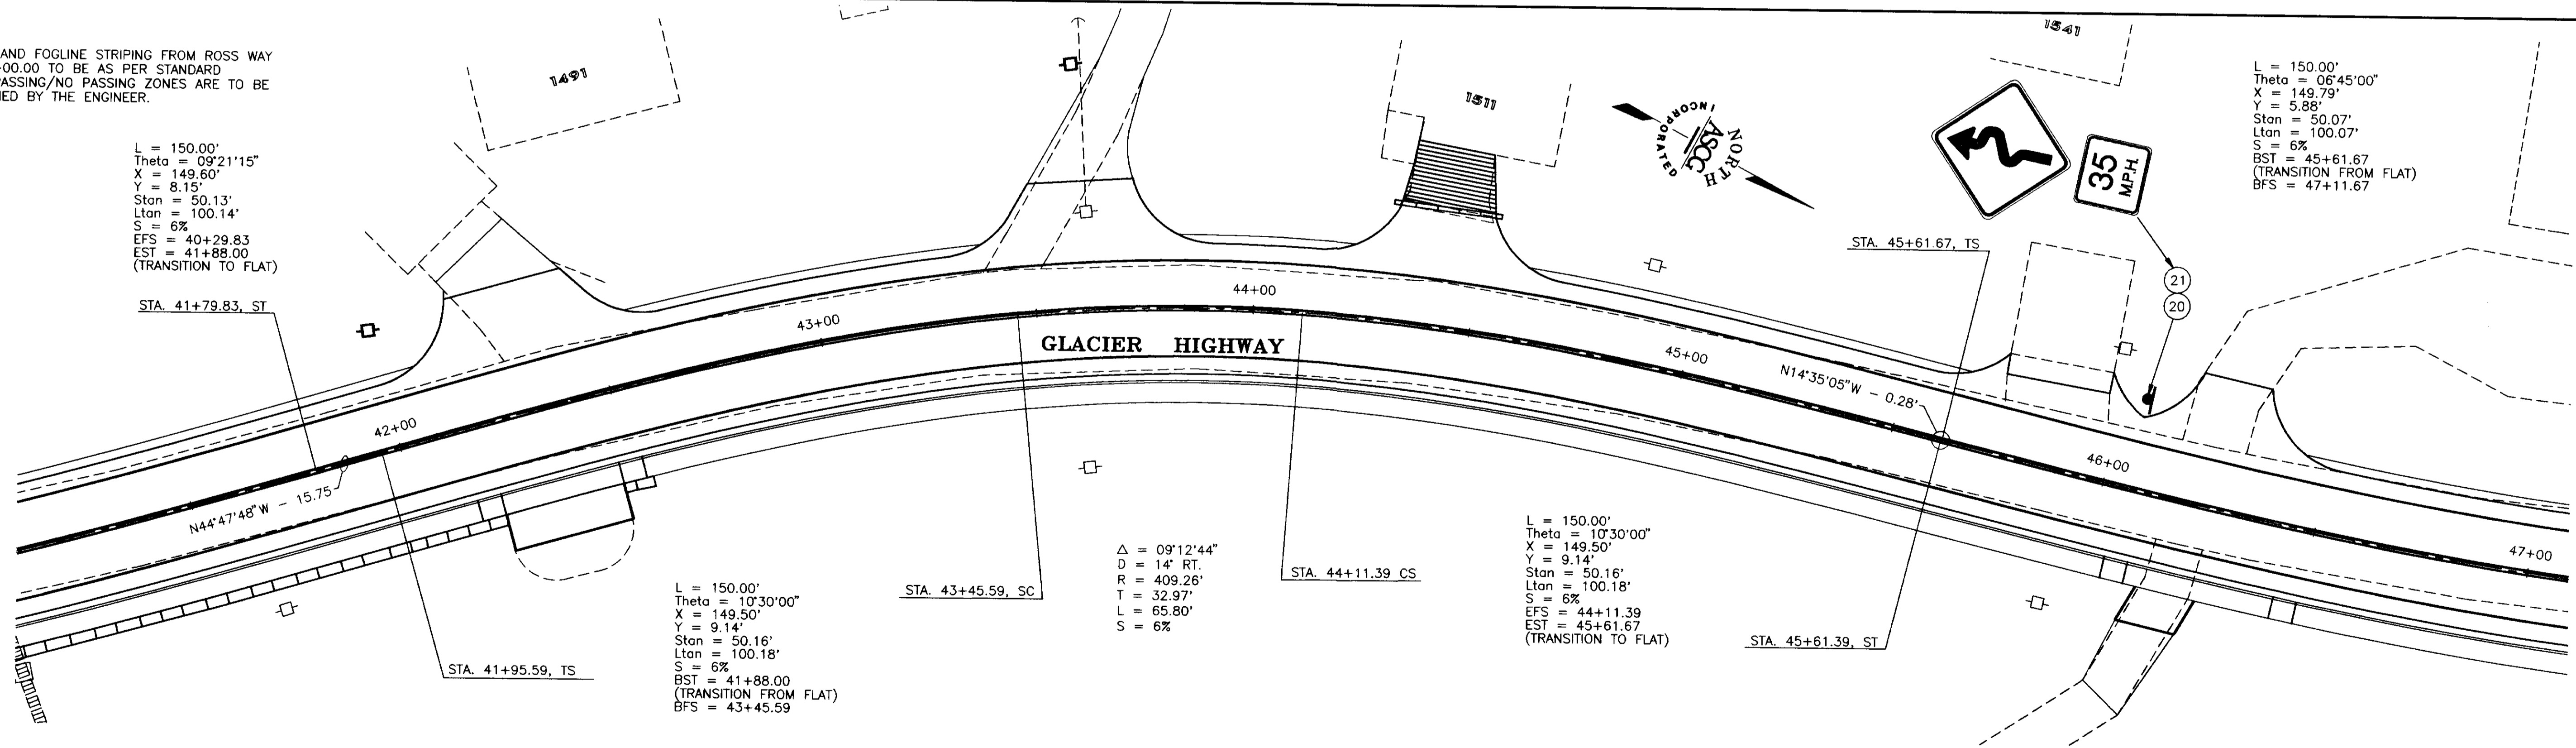 AND FOGLINE STRIPING FROM ROSS WAY
+00.00 TO BE AS PER STANDARD
PASSING/NO PASSING ZONES ARE TO BE
BY THE ENGINEER.
L = 150.00'
Theta = 09°21'15"
X = 149.60'
Y = 8.15'
Stan = 50.13'
Ltan = 100.14'
S = 6%
EFS = 40+29.83
EST = 41+88.00
(TRANSITION TO FLAT)
STA. 41+79.83, ST
1491
1511
1541
NORTH
ASCG
INCORPORATED
35
M.P.H.
L = 150.00'
Theta = 06°45'00"
X = 149.79'
Y = 5.88'
Stan = 50.07'
Ltan = 100.07'
S = 6%
BST = 45+61.67
(TRANSITION FROM FLAT)
BFS = 47+11.67
STA. 45+61.67, TS
21
20
42+00
43+00
44+00
45+00
46+00
47+00
GLACIER HIGHWAY
N44°47'48"W - 15.75'
N14°35'05"W - 0.28'
STA. 41+95.59, TS
L = 150.00'
Theta = 10°30'00"
X = 149.50'
Y = 9.14'
Stan = 50.16'
Ltan = 100.18'
S = 6%
BST = 41+88.00
(TRANSITION FROM FLAT)
BFS = 43+45.59
STA. 43+45.59, SC
△ = 09°12'44"
D = 14° RT.
R = 409.26'
T = 32.97'
L = 65.80'
S = 6%
STA. 44+11.39 CS
L = 150.00'
Theta = 10°30'00"
X = 149.50'
Y = 9.14'
Stan = 50.16'
Ltan = 100.18'
S = 6%
EFS = 44+11.39
EST = 45+61.67
(TRANSITION TO FLAT)
STA. 45+61.39, ST